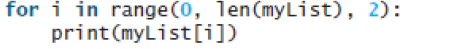 for i in range(0, len(myList), 2):
    print(myList[i])